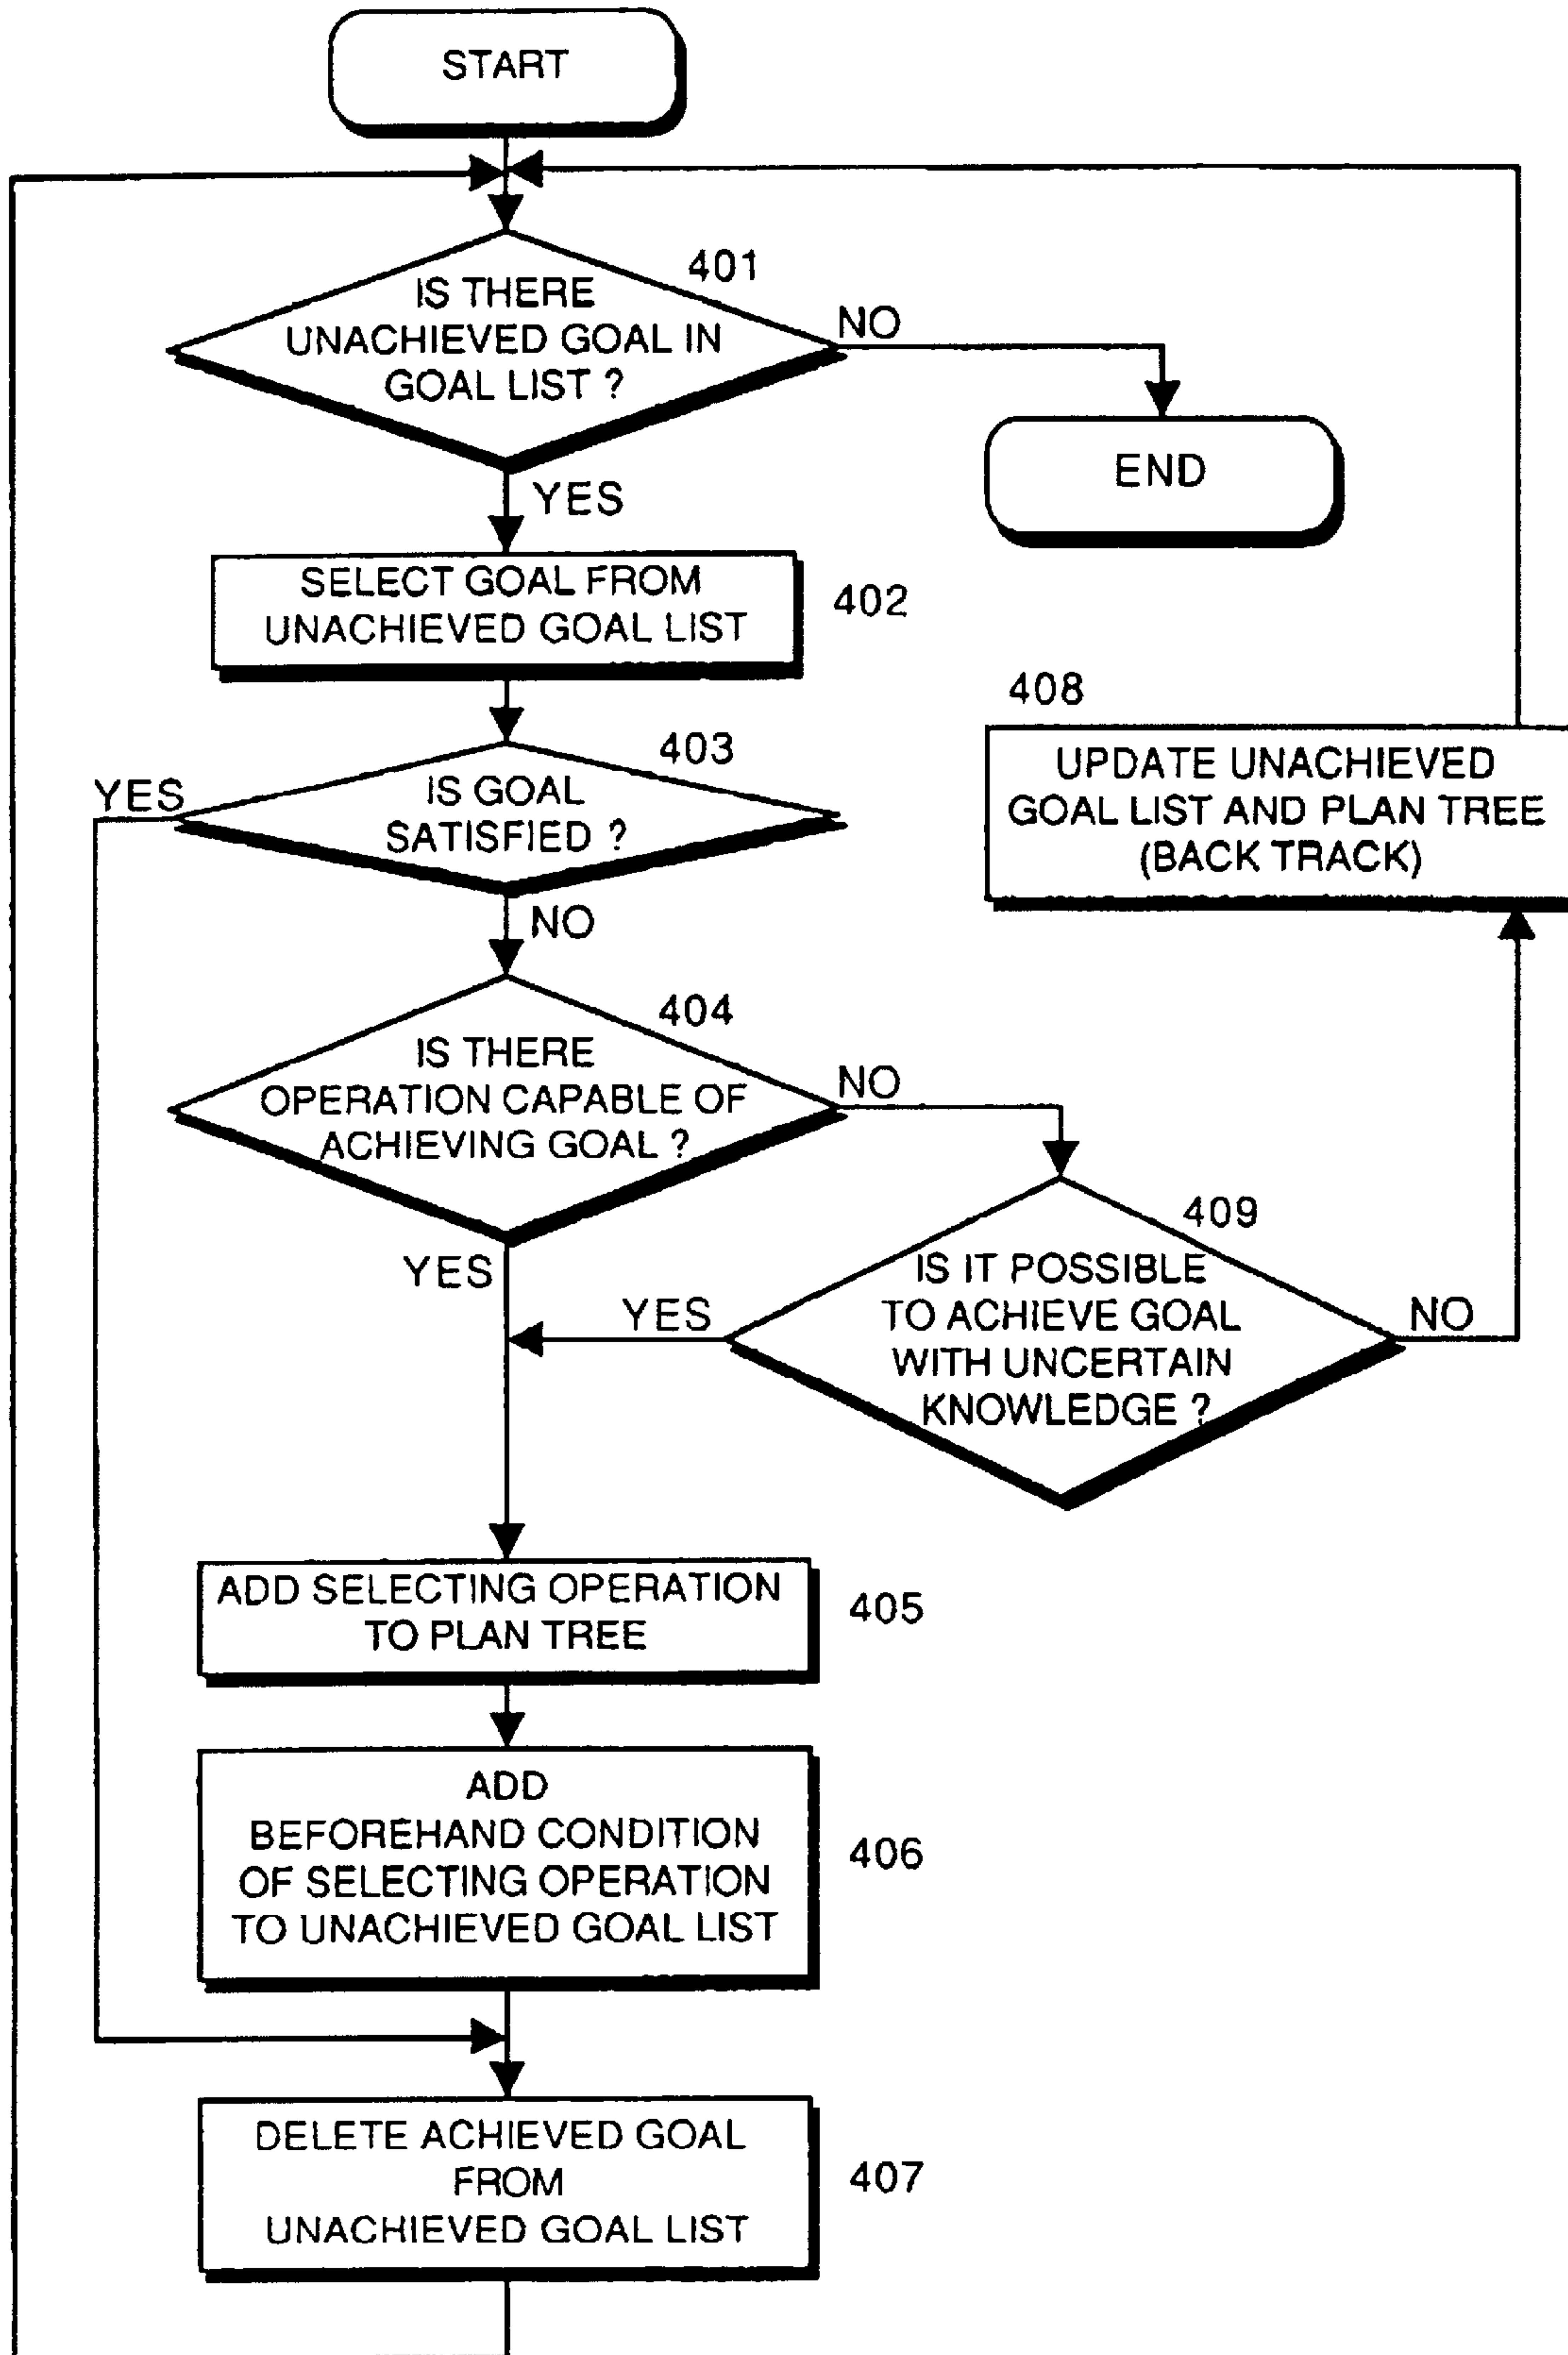 START
401
IS THERE
UNACHIEVED GOAL IN
GOAL LIST ?
NO
END
YES
SELECT GOAL FROM
UNACHIEVED GOAL LIST
402
403
IS GOAL
SATISFIED ?
YES
NO
408
UPDATE UNACHIEVED
GOAL LIST AND PLAN TREE
(BACK TRACK)
404
IS THERE
OPERATION CAPABLE OF
ACHIEVING GOAL ?
NO
YES
409
IS IT POSSIBLE
TO ACHIEVE GOAL
WITH UNCERTAIN
KNOWLEDGE ?
YES
NO
ADD SELECTING OPERATION
TO PLAN TREE
405
ADD
BEFOREHAND CONDITION
OF SELECTING OPERATION
TO UNACHIEVED GOAL LIST
406
DELETE ACHIEVED GOAL
FROM
UNACHIEVED GOAL LIST
407